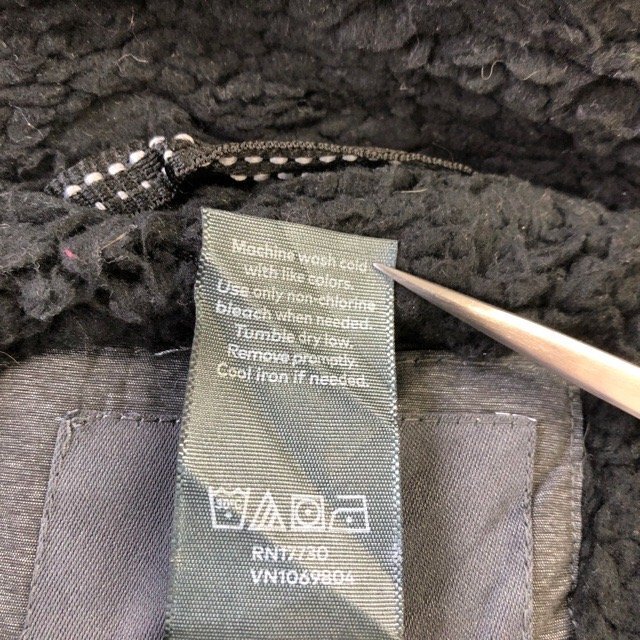 Machine wash cold
with like colors.
Use only non-chlorine
bleach when needed.
Tumble dry low.
Remove promptly.
Cool iron if needed.
RN17730
VN1069804